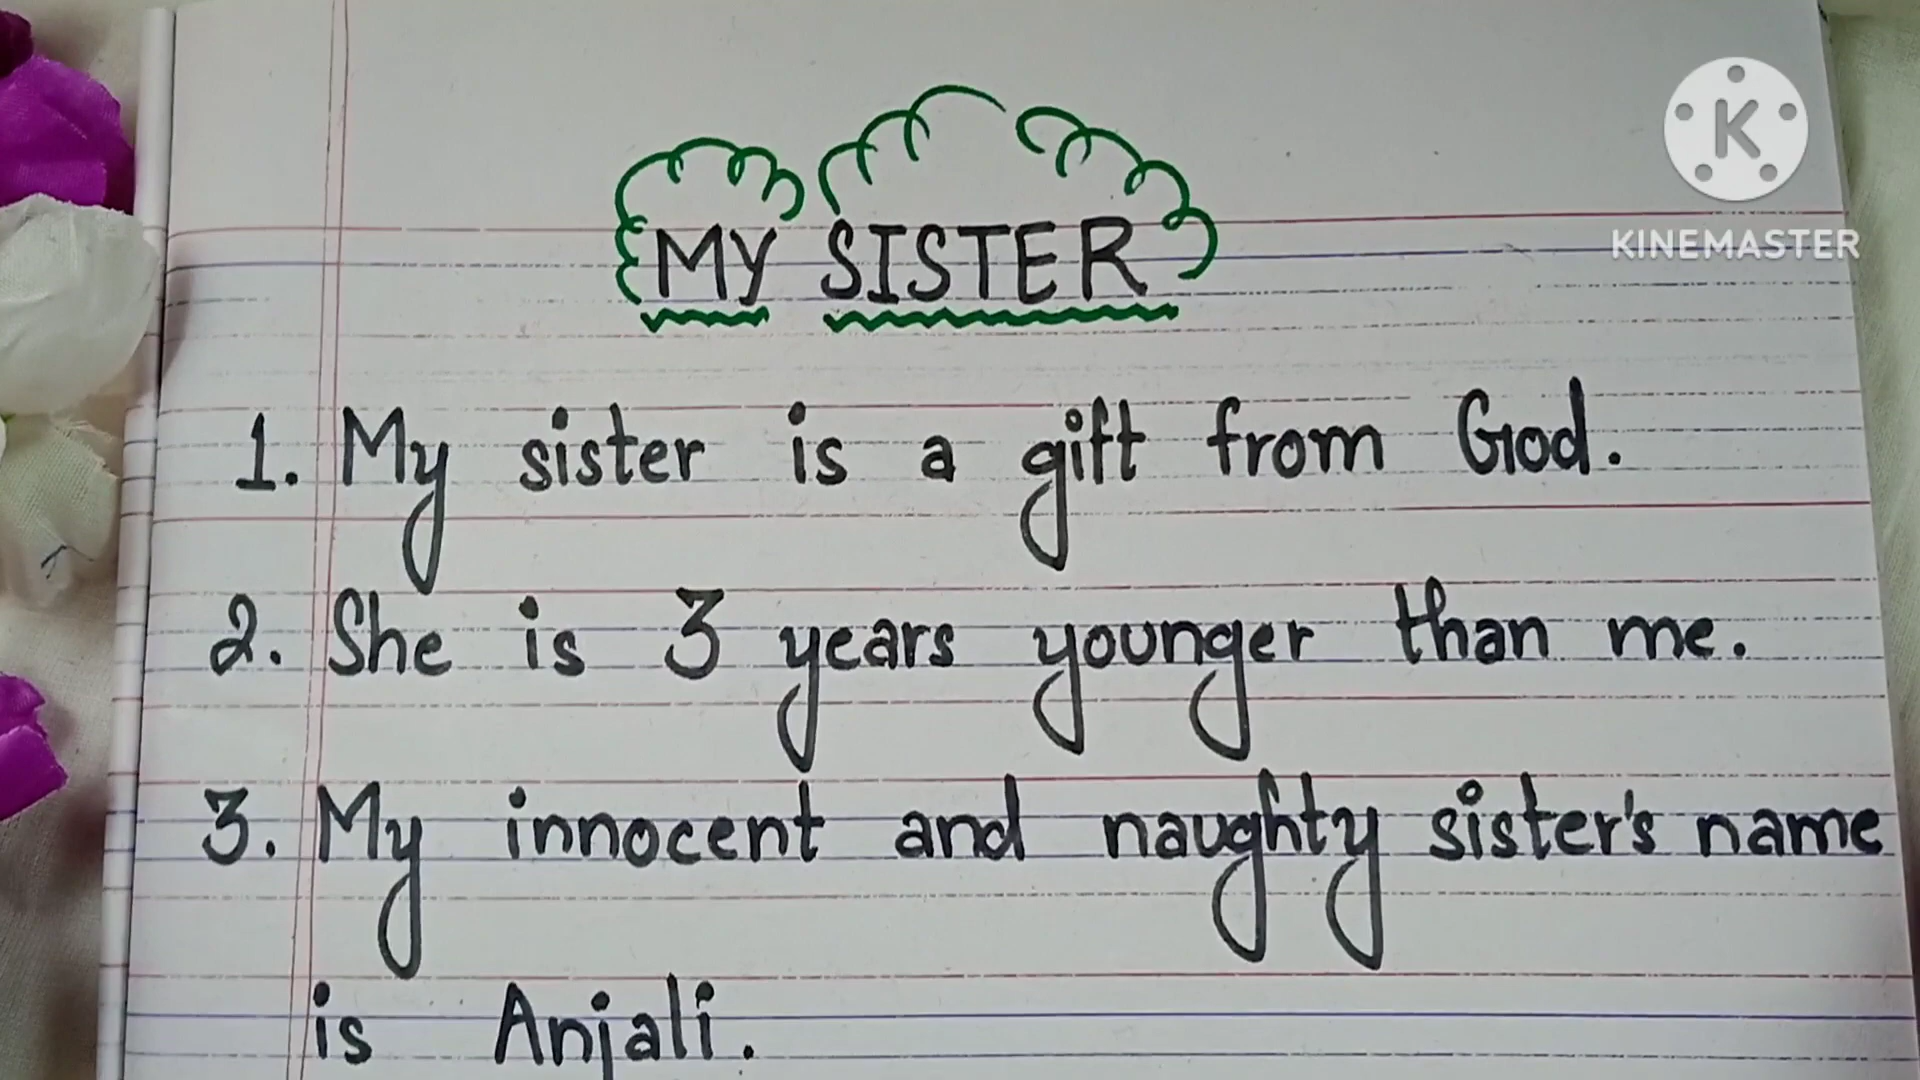 MY SISTER
K
KINEMASTER
1. My sister is a gift from God.
2. She is 3 years younger than me.
3. My innocent and naughty sister's name
is Anjali.